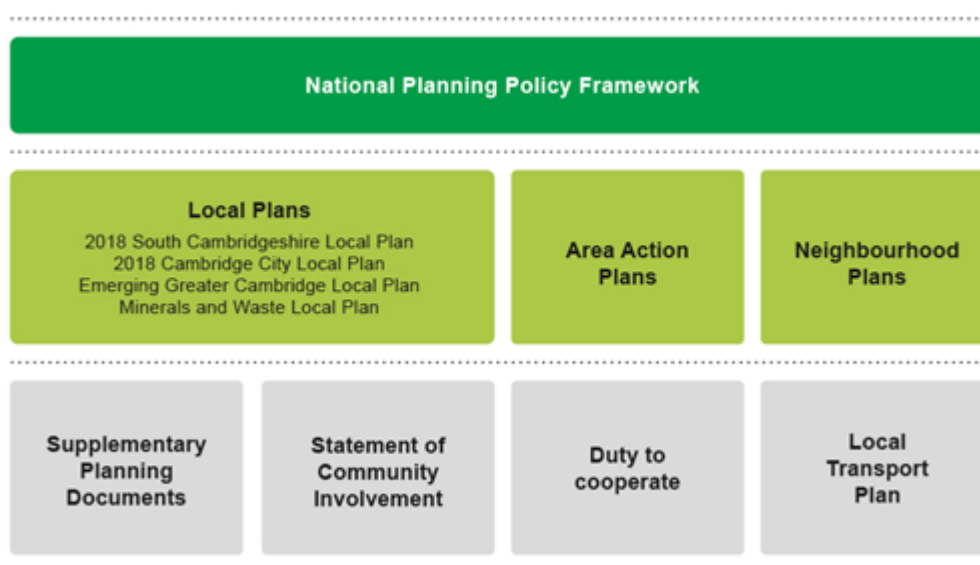 National Planning Policy Framework
Local Plans
2018 South Cambridgeshire Local Plan
2018 Cambridge City Local Plan
Emerging Greater Cambridge Local Plan
Minerals and Waste Local Plan
Area Action
Plans
Neighbourhood
Plans
Supplementary
Planning
Documents
Statement of
Community
Involvement
Duty to
cooperate
Local
Transport
Plan